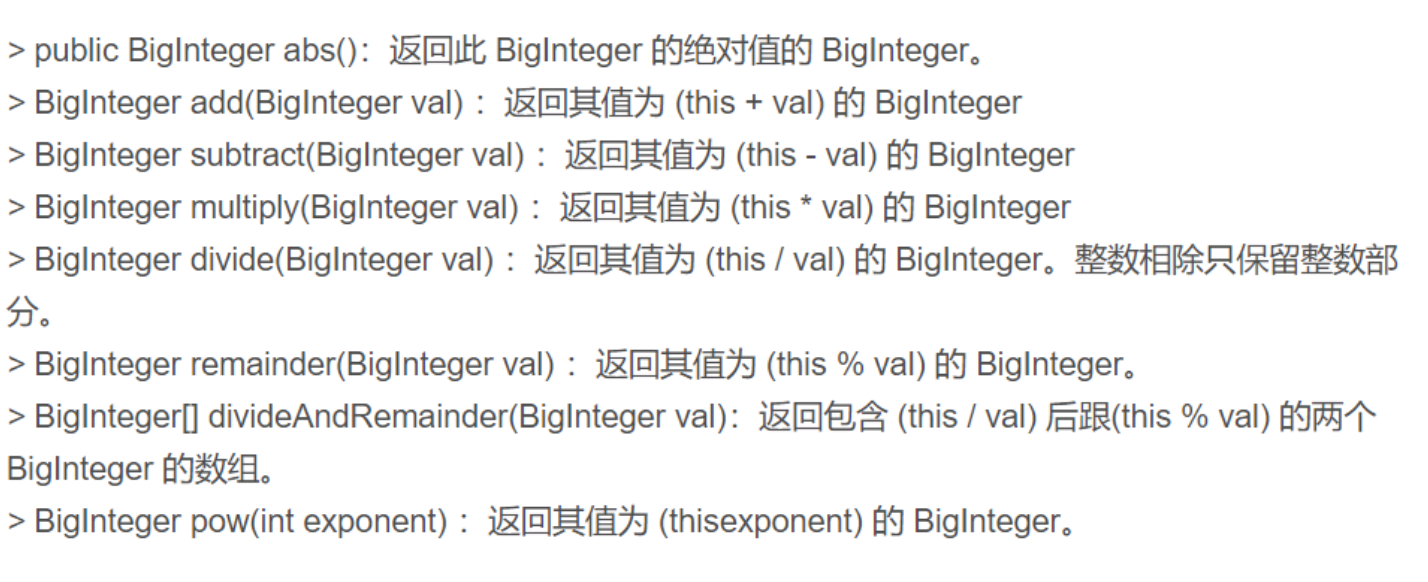 > public BigInteger abs()：返回此 BigInteger 的绝对值的 BigInteger。
> BigInteger add(BigInteger val) ：返回其值为 (this + val) 的 BigInteger
> BigInteger subtract(BigInteger val) ：返回其值为 (this - val) 的 BigInteger
> BigInteger multiply(BigInteger val) ：返回其值为 (this * val) 的 BigInteger
> BigInteger divide(BigInteger val) ：返回其值为 (this / val) 的 BigInteger。整数相除只保留整数部
分。
> BigInteger remainder(BigInteger val) ：返回其值为 (this % val) 的 BigInteger。
> BigInteger[] divideAndRemainder(BigInteger val)：返回包含 (this / val) 后跟(this % val) 的两个
BigInteger 的数组。
> BigInteger pow(int exponent) ：返回其值为 (thisexponent) 的 BigInteger。